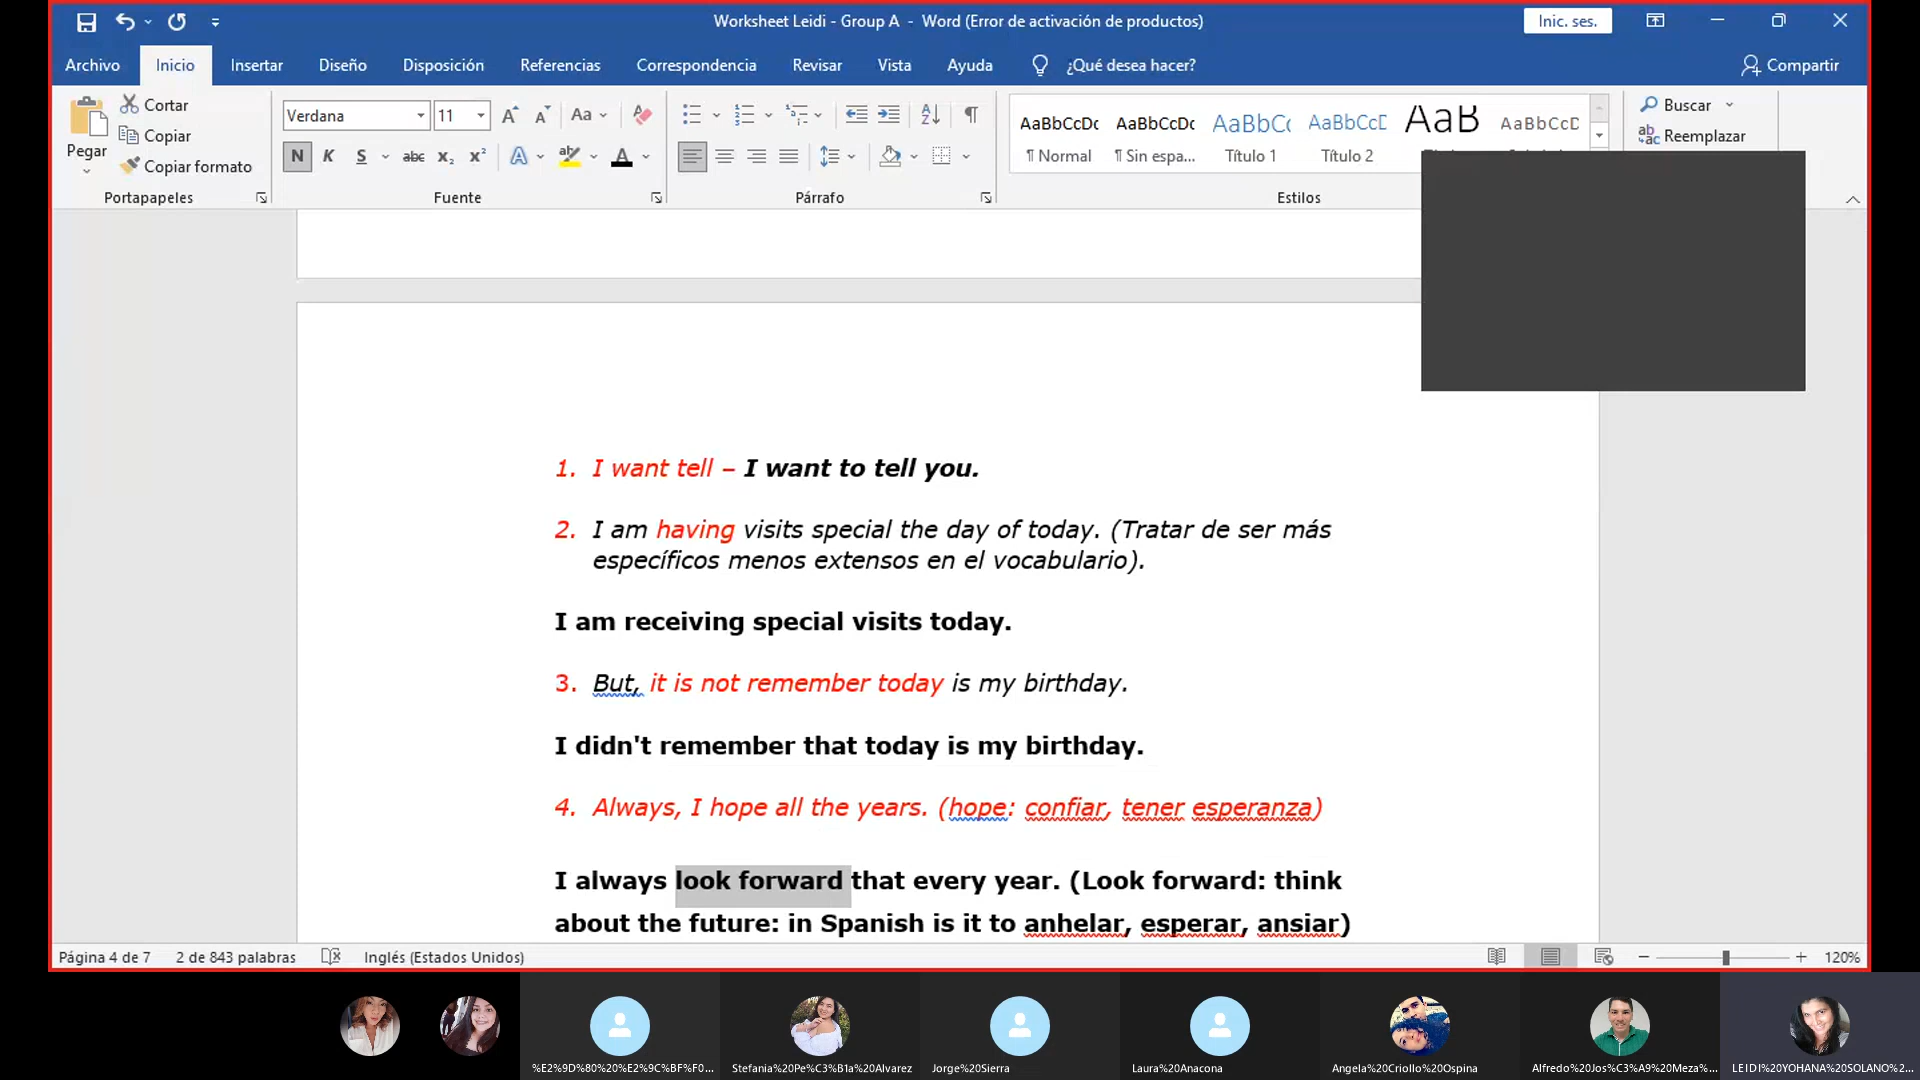 Worksheet Leidi - Group A - Word (Error de activación de productos)
Inic. ses.
Archivo Inicio Insertar Diseño Disposición Referencias Correspondencia Revisar Vista Ayuda ¿Qué desea hacer? Compartir
Pegar
Cortar
Copiar
Copiar formato
Portapapeles
Verdana 11
N K S abc x₂ x²
Fuente
Párrafo
AaBbCcDc AaBbCcDc AaBbCc AaBbCcD AaB AaBbCcD
¶ Normal ¶ Sin espa... Título 1 Título 2
Estilos
Buscar
Reemplazar
1. I want tell – I want to tell you.
2. I am having visits special the day of today. (Tratar de ser más
específicos menos extensos en el vocabulario).
I am receiving special visits today.
3. But, it is not remember today is my birthday.
I didn't remember that today is my birthday.
4. Always, I hope all the years. (hope: confiar, tener esperanza)
I always look forward that every year. (Look forward: think
about the future: in Spanish is it to anhelar, esperar, ansiar)
Página 4 de 7 2 de 843 palabras Inglés (Estados Unidos) 120%
%E2%9D%80%20%E2%9C%BF%F0... Stefania%20Pe%C3%B1a%20Alvarez Jorge%20Sierra Laura%20Anacona Angela%20Criollo%20Ospina Alfredo%20Jos%C3%A9%20Meza%... LEIDI%20YOHANA%20SOLANO%2...